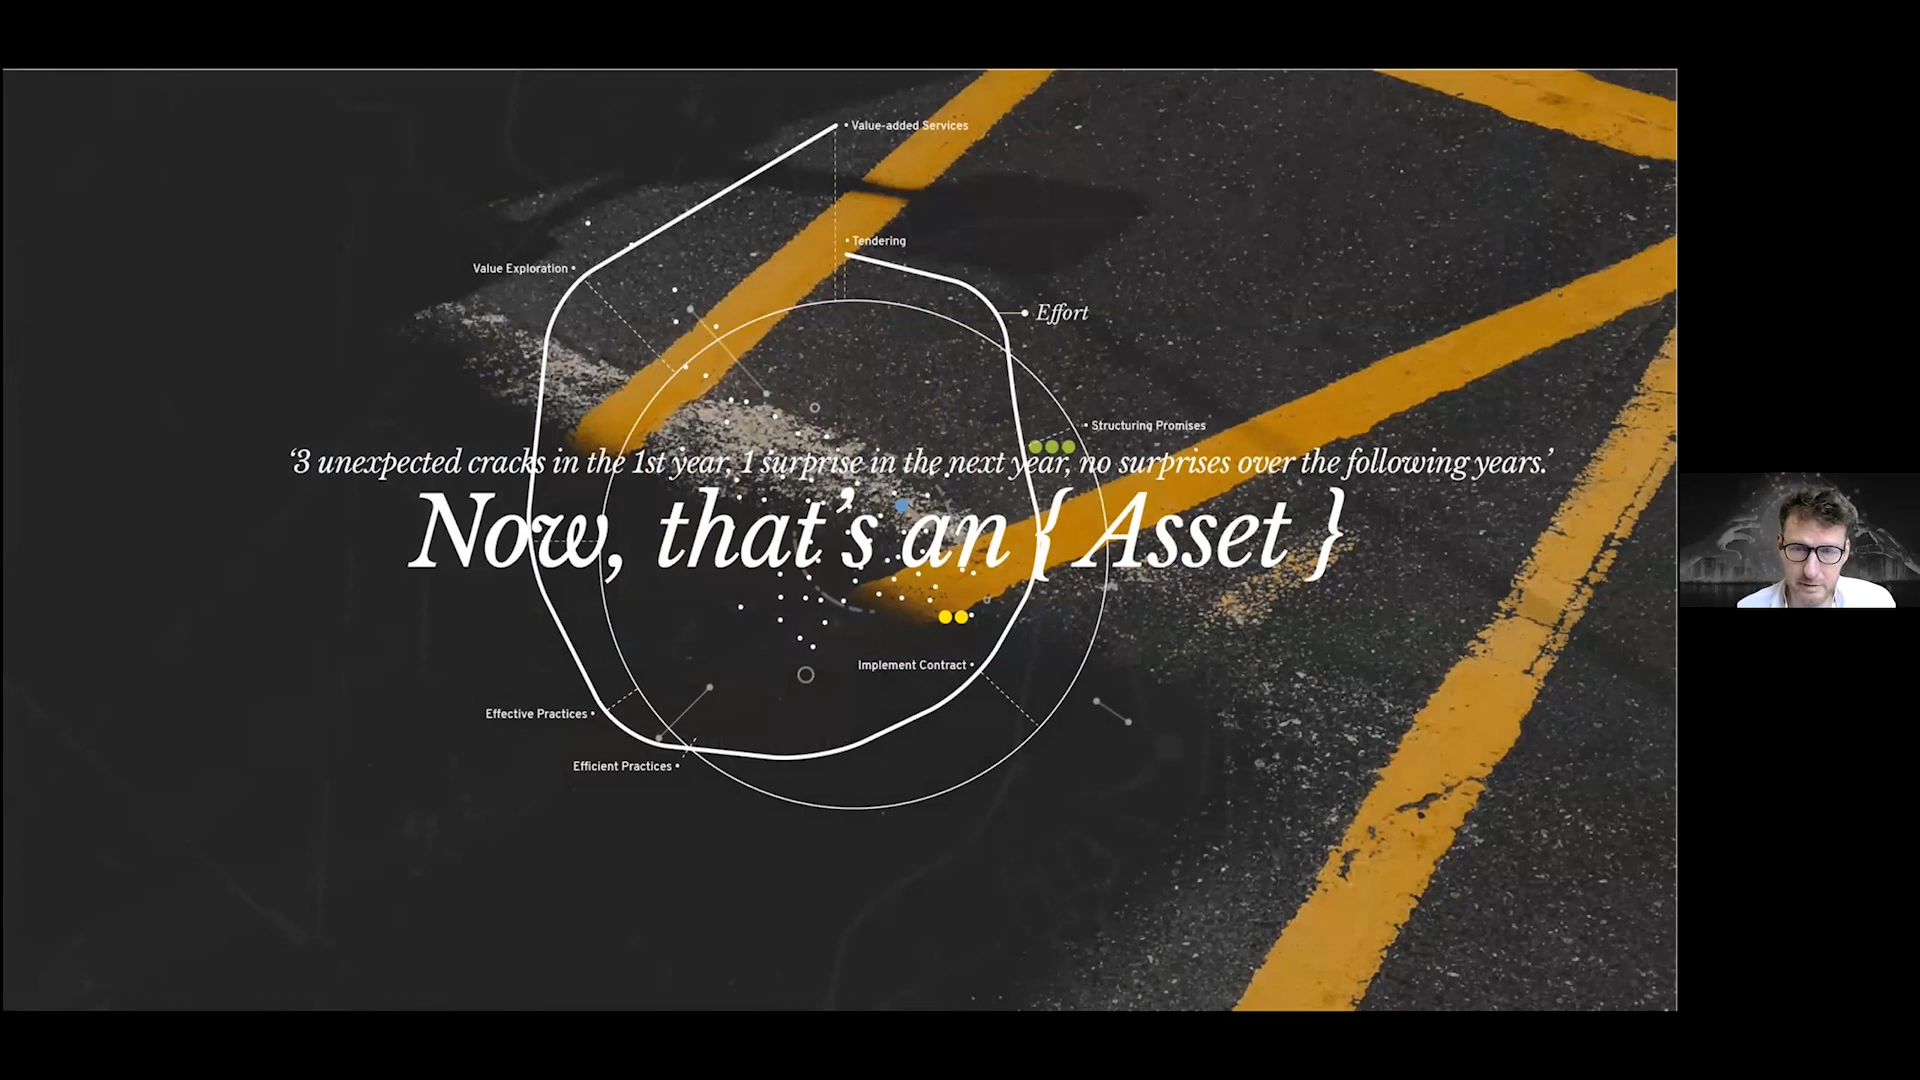 • Value-added Services
• Tendering
Value Exploration •
Effort
• Structuring Promises
‘3 unexpected cracks in the 1st year, 1 surprise in the next year, no surprises over the following years.’
Now, that’s an { Asset }
Implement Contract •
Effective Practices •
Efficient Practices •